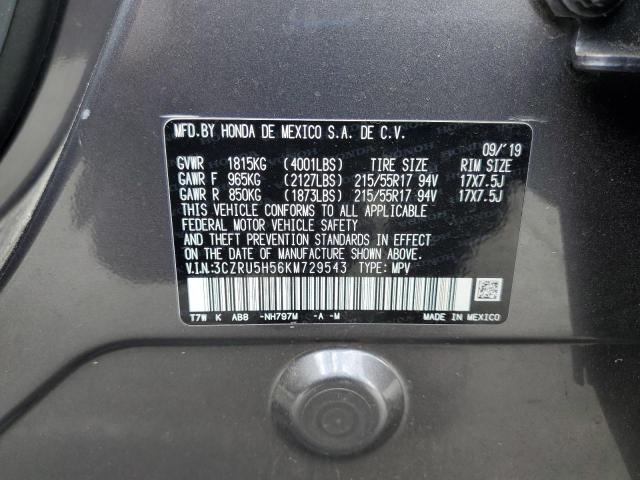 MFD.BY HONDA DE MEXICO S.A. DE C.V.
09/'19
GVWR 1815KG (4001LBS) TIRE SIZE RIM SIZE
GAWR F 965KG (2127LBS) 215/55R17 94V 17X7.5J
GAWR R 850KG (1873LBS) 215/55R17 94V 17X7.5J
THIS VEHICLE CONFORMS TO ALL APPLICABLE
FEDERAL MOTOR VEHICLE SAFETY
AND THEFT PREVENTION STANDARDS IN EFFECT ON
THE DATE OF MANUFACTURE SHOWN ABOVE.
V.I.N:3CZRU5H56KM729543 TYPE: MPV
T7W K AB8 -NH797M -A -M MADE IN MEXICO